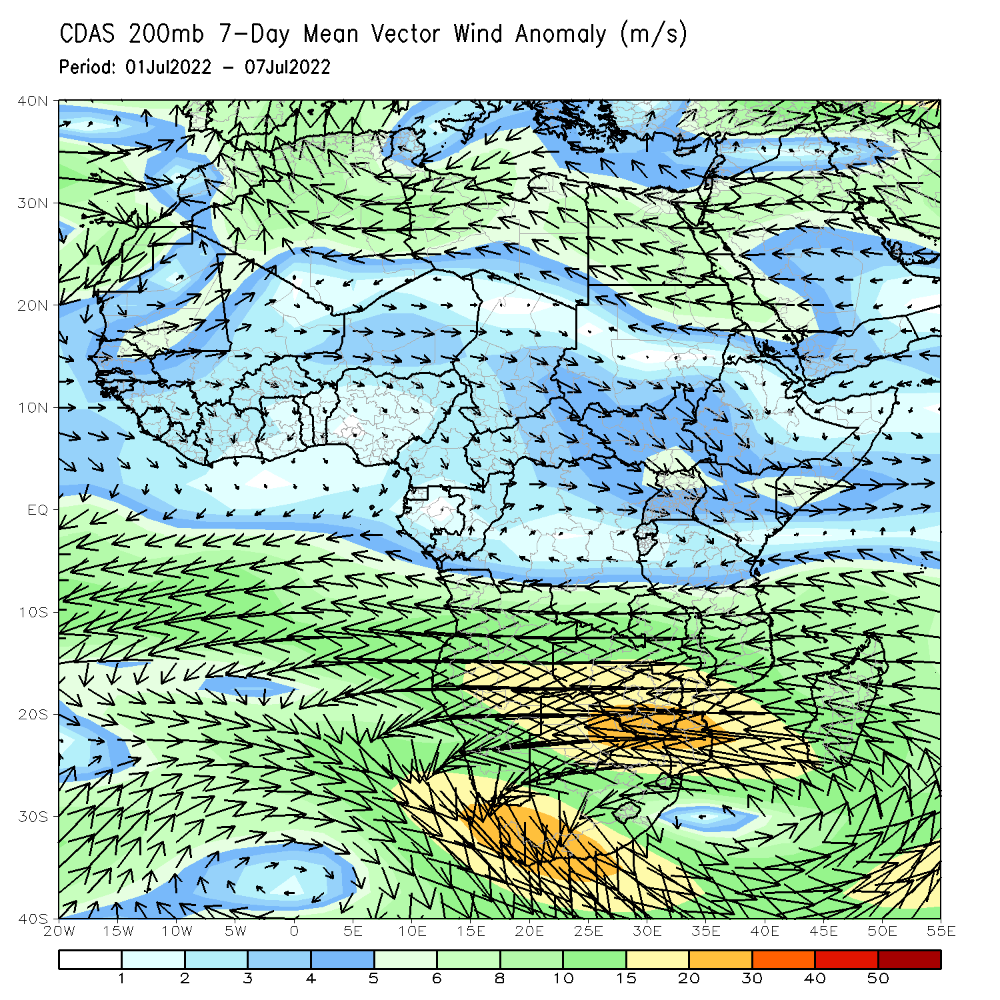 CDAS 200mb 7-Day Mean Vector Wind Anomaly (m/s)
Period: 01Jul2022 - 07Jul2022
40N
30N
20N
10N
EQ
10S
20S
30S
40S
20W 15W 10W 5W 0 5E 10E 15E 20E 25E 30E 35E 40E 45E 50E 55E
1 2 3 4 5 6 8 10 15 20 30 40 50